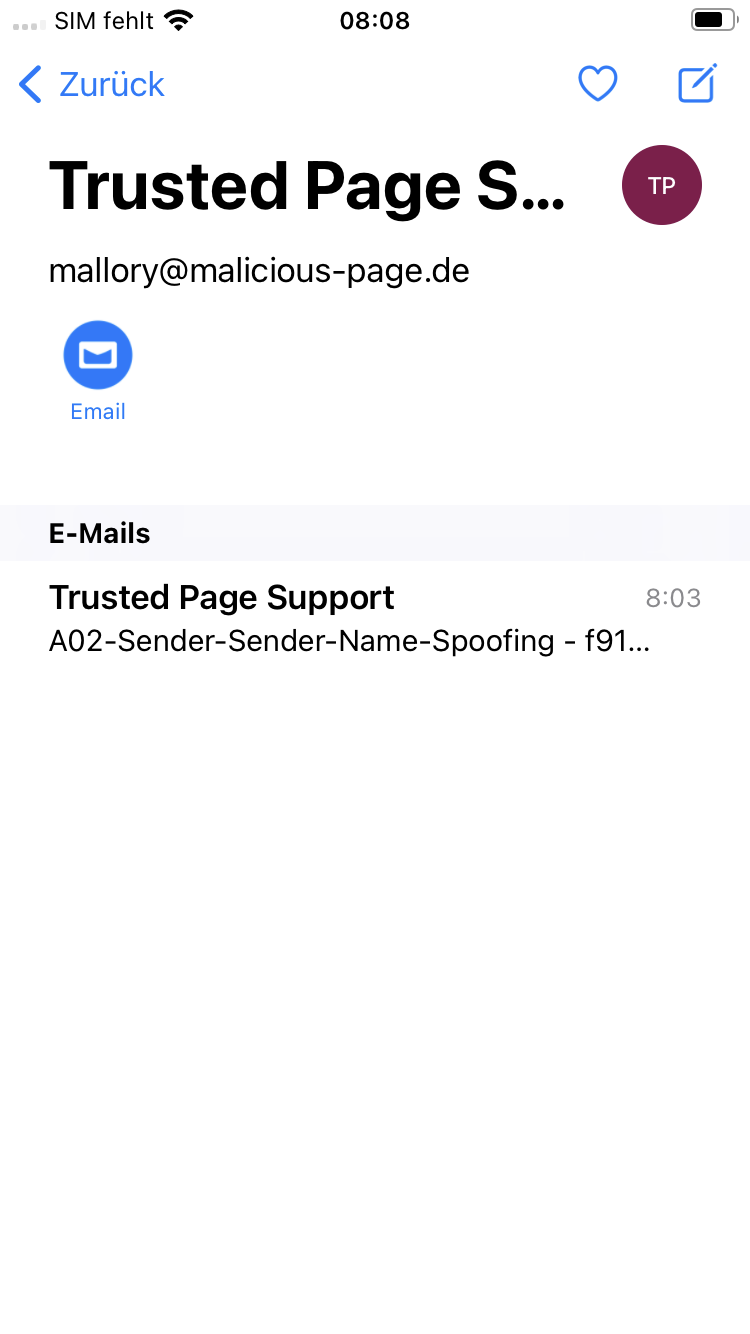 SIM fehlt 08:08
Zurück
Trusted Page S...
TP
mallory@malicious-page.de
Email
E-Mails
Trusted Page Support 8:03
A02-Sender-Sender-Name-Spoofing - f91...